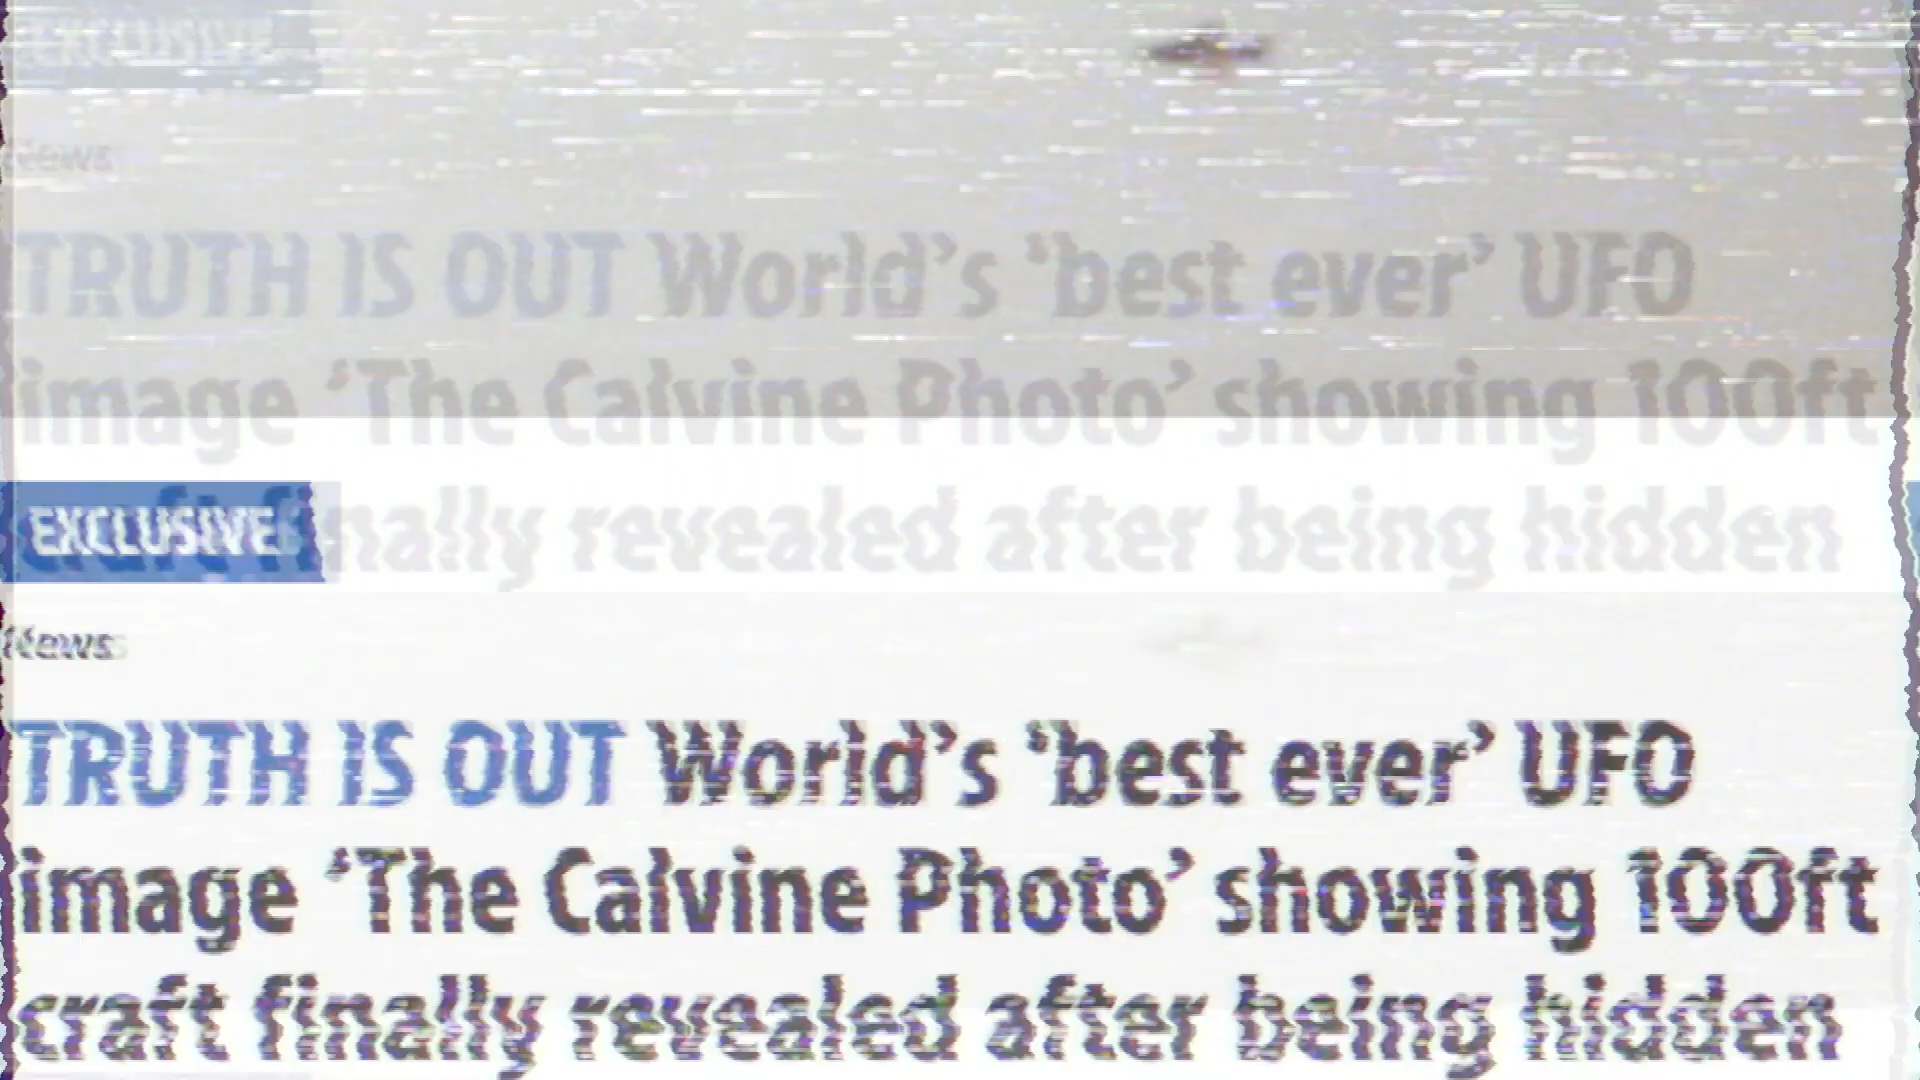 EXCLUSIVE
News
TRUTH IS OUT World's 'best ever' UFO
image 'The Calvine Photo' showing 100ft
craft finally revealed after being hidden
EXCLUSIVE
News
TRUTH IS OUT World's 'best ever' UFO
image 'The Calvine Photo' showing 100ft
craft finally revealed after being hidden